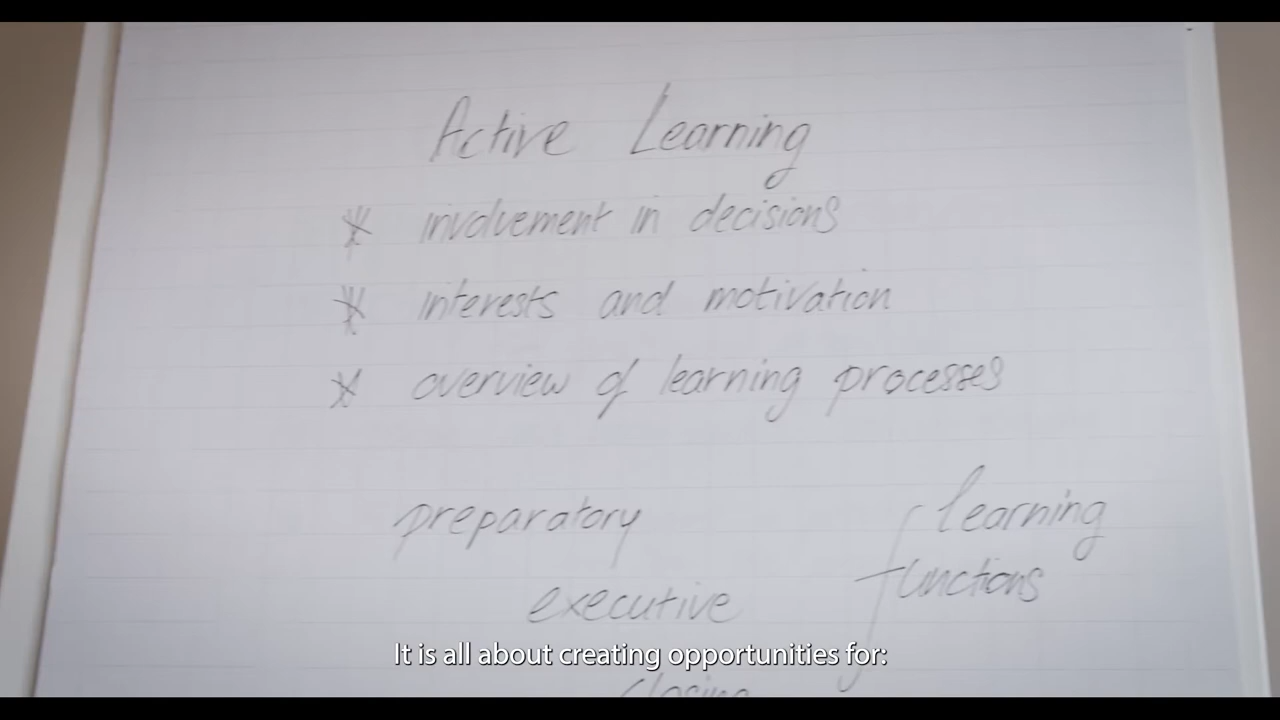 Active Learning
* involvement in decisions
* interests and motivation
* overview of learning processes
preparatory
learning
functions
executive
It is all about creating opportunities for:
closing